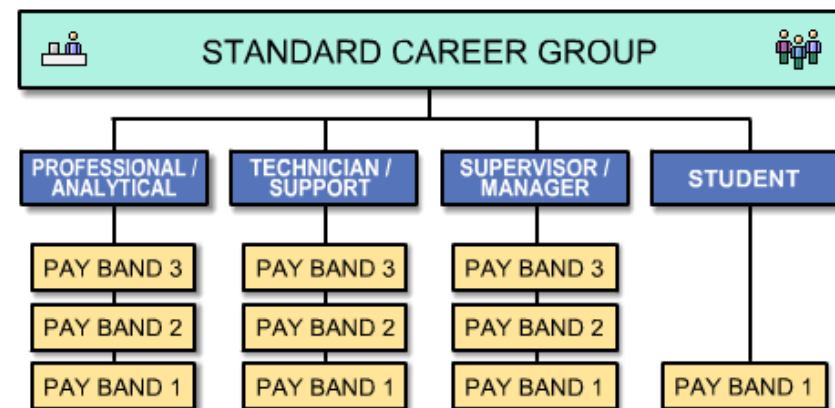 STANDARD CAREER GROUP
PROFESSIONAL /
ANALYTICAL
TECHNICIAN /
SUPPORT
SUPERVISOR /
MANAGER
STUDENT
PAY BAND 3
PAY BAND 3
PAY BAND 3
PAY BAND 2
PAY BAND 2
PAY BAND 2
PAY BAND 1
PAY BAND 1
PAY BAND 1
PAY BAND 1